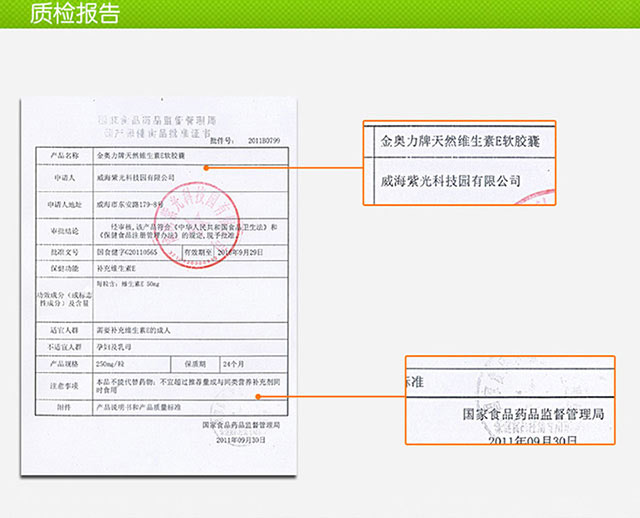 质检报告
国家食品药品监督管理局
国产保健食品批准证书
批件号: 2011B0799
产品名称 金奥力牌天然维生素E软胶囊
申请人 威海紫光科技园有限公司
申请人地址 威海市东安路179-8号
审批结论 经审核,该产品符合《中华人民共和国食品卫生法》和
《保健食品注册管理办法》的规定,现予批准。
批准文号 国食健字G20110565 有效期至 2016年9月29日
保健功能 补充维生素E
功效成分(或标志
性成分)及含量
每粒含: 维生素E 50mg
适宜人群 需要补充维生素E的成人
不适宜人群 孕妇及乳母
产品规格 250mg/粒 保质期 24个月
注意事项 本品不能代替药物; 不宜超过推荐量或与同类营养补充剂同
时食用
附件 产品说明书和产品质量标准
国家食品药品监督管理局
2011年09月30日
金奥力牌天然维生素E软胶囊
威海紫光科技园有限公司
标准
国家食品药品监督管理局
2011年09月30日